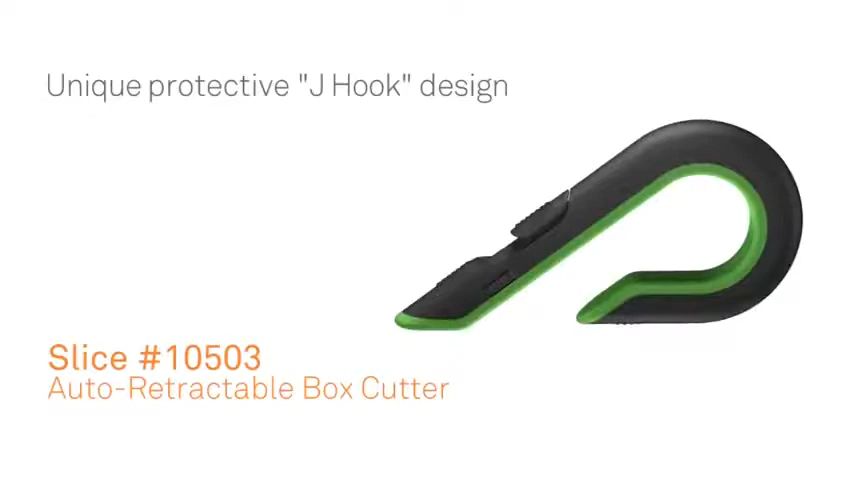 Unique protective "J Hook" design
Slice #10503
Auto-Retractable Box Cutter